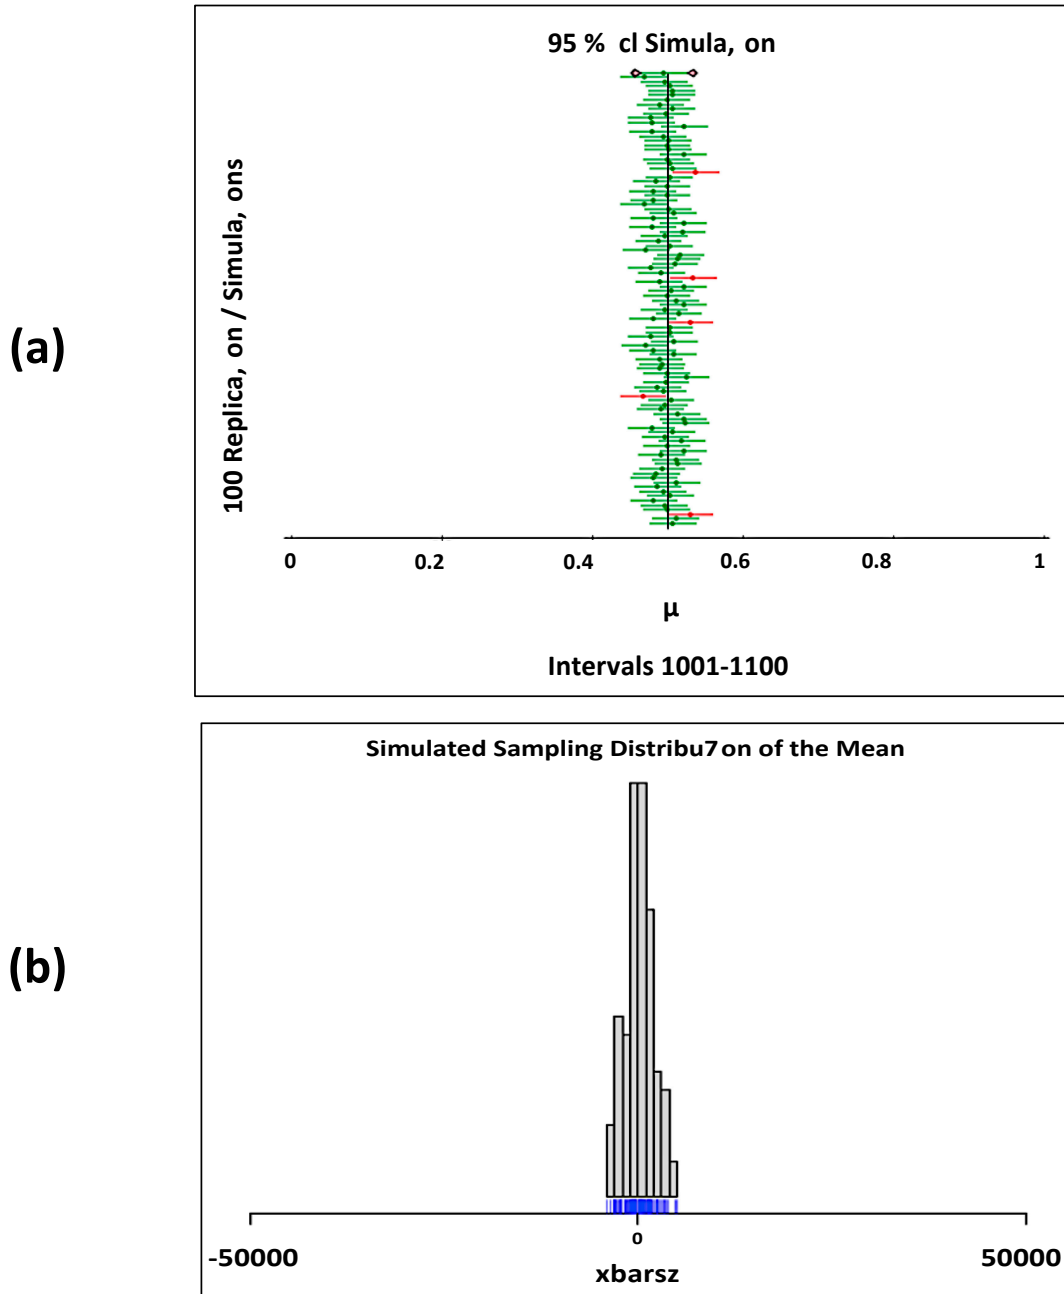 (a)
95 % cl Simula, on
100 Replica, on / Simula, ons
0 0.2 0.4 0.6 0.8 1
μ
Intervals 1001-1100
(b)
Simulated Sampling Distribu7on of the Mean
-50000 0 50000
xbarsz